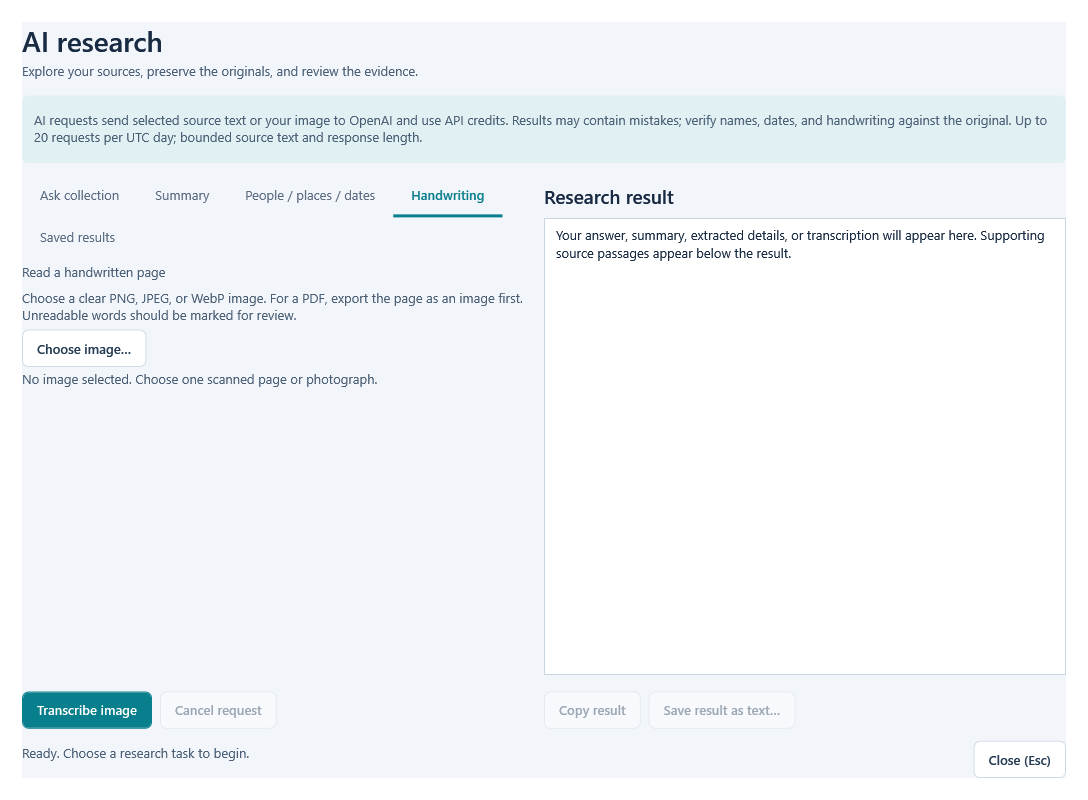 AI research
Explore your sources, preserve the originals, and review the evidence.
AI requests send selected source text or your image to OpenAI and use API credits. Results may contain mistakes; verify names, dates, and handwriting against the original. Up to
20 requests per UTC day; bounded source text and response length.
Ask collection
Summary
People / places / dates
Handwriting
Saved results
Read a handwritten page
Choose a clear PNG, JPEG, or WebP image. For a PDF, export the page as an image first.
Unreadable words should be marked for review.
Choose image...
No image selected. Choose one scanned page or photograph.
Transcribe image
Cancel request
Ready. Choose a research task to begin.
Research result
Your answer, summary, extracted details, or transcription will appear here. Supporting
source passages appear below the result.
Copy result
Save result as text...
Close (Esc)